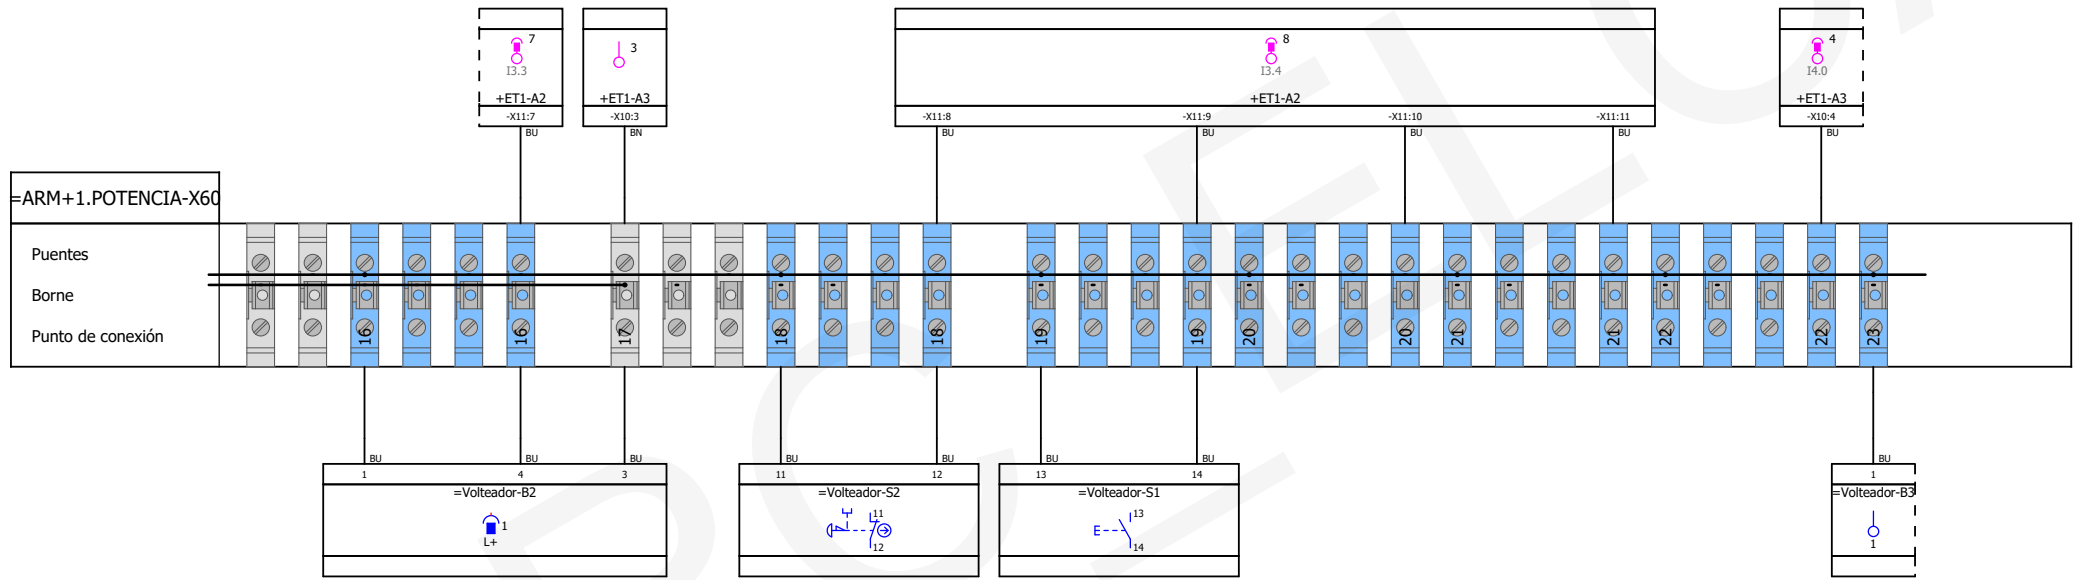 7
I3.3
+ET1-A2
-X11:7
BU
3
+ET1-A3
-X10:3
BN
8
I3.4
+ET1-A2
-X11:8
-X11:9
-X11:10
-X11:11
BU
BU
BU
BU
4
I4.0
+ET1-A3
-X10:4
BU
=ARM+1.POTENCIA-X60
Puentes
Borne
Punto de conexión
16
16
17
18
18
19
19
20
20
21
21
22
22
23
BU
BU
BU
1
4
3
=Volteador-B2
1
L+
BU
BU
11
12
=Volteador-S2
11
12
BU
BU
13
14
=Volteador-S1
13
14
BU
1
=Volteador-B3
1